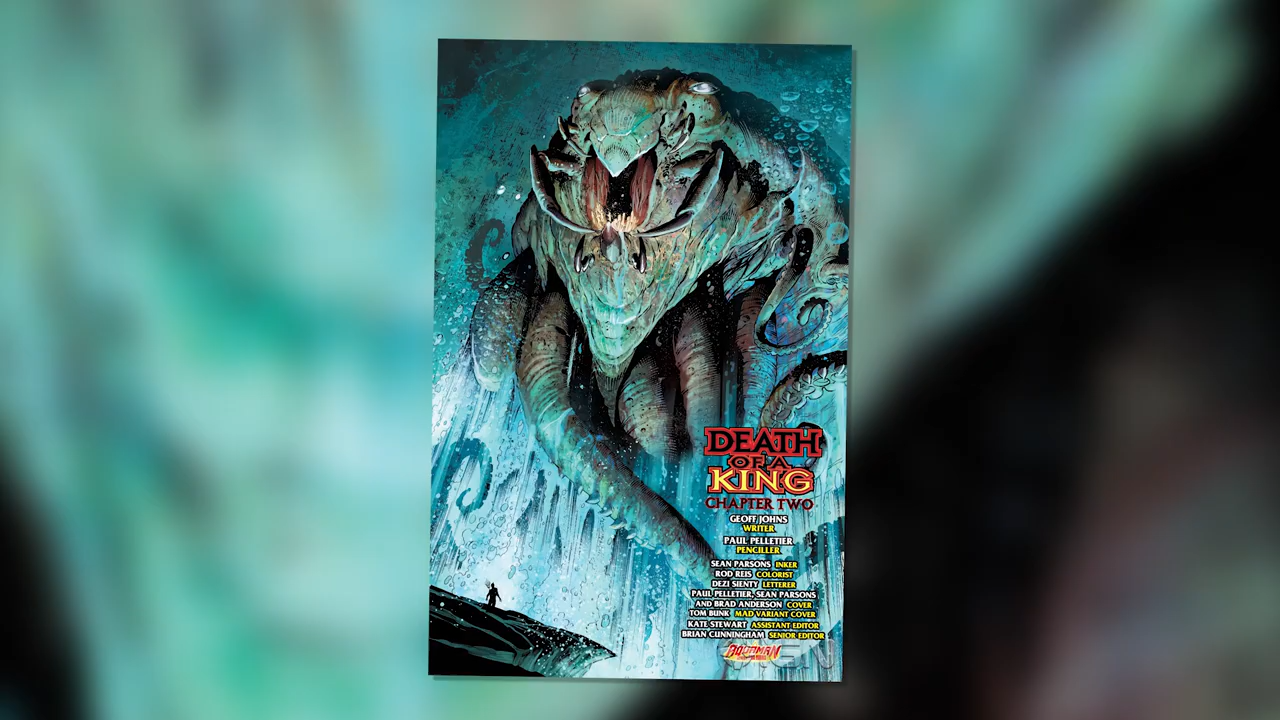 DEATH
OF A
KING
CHAPTER TWO
GEOFF JOHNS
WRITER
PAUL PELLETIER
PENCILLER
SEAN PARSONS INKER
ROD REIS COLORIST
DEZI SIENTY LETTERER
PAUL PELLETIER, SEAN PARSONS
AND BRAD ANDERSON COVER
TOM BUNK MAD VARIANT COVER
KATE STEWART ASSISTANT EDITOR
BRIAN CUNNINGHAM SENIOR EDITOR